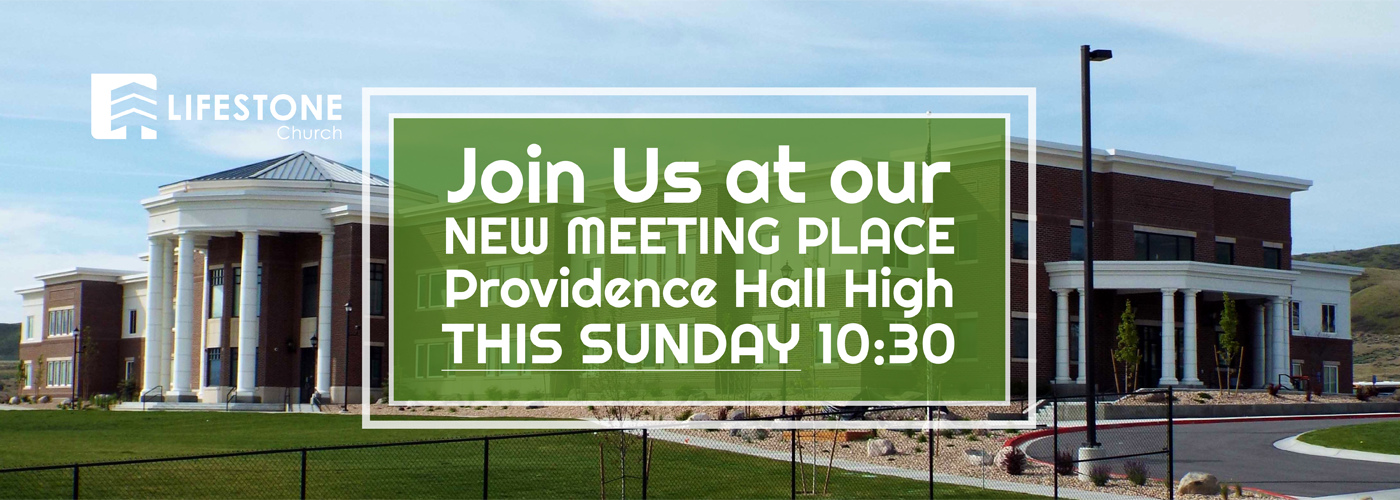 LIFESTONE
Church
Join Us at our
NEW MEETING PLACE
Providence Hall High
THIS SUNDAY 10:30